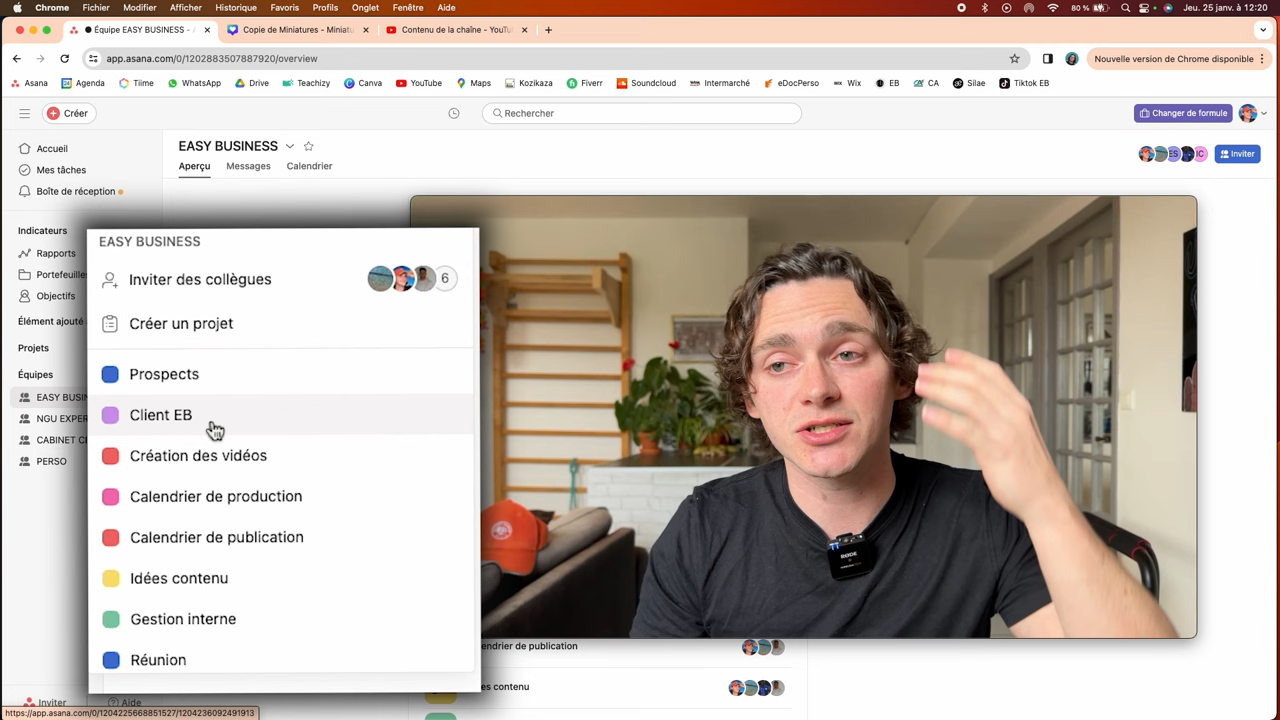 Chrome Fichier Modifier Affichage Historique Favoris Profils Onglet Fenêtre Aide 80 % Jeu. 25 janv. à 12:20
Équipe EASY BUSINESS - Copie de Miniatures - Miniatu Contenu de la chaîne - YouTu
app.asana.com/0/1202883507887920/overview Nouvelle version de Chrome disponible
Asana Agenda Tiime WhatsApp Drive Teachizy Canva YouTube Maps Kozikaza Fiverr Soundcloud Intermarché eDocPerso Wix EB CA Silae Tiktok EB
Créer Rechercher Changer de formule
Accueil
Mes tâches
Boîte de réception
EASY BUSINESS
Aperçu Messages Calendrier
ES IC Inviter
Indicateurs
Rapports
Portefeuille
Objectifs
Élément ajouté
Projets
Équipes
EASY BUSIN
NGU EXPER
CABINET C
PERSO
EASY BUSINESS
Inviter des collègues 6
Créer un projet
Prospects
Client EB
Création des vidéos
Calendrier de production
Calendrier de publication
Idées contenu
Gestion interne
Réunion
RODE
endrier de publication
es contenu
Inviter Aide
https://app.asana.com/0/1204225668851527/1204236092491913